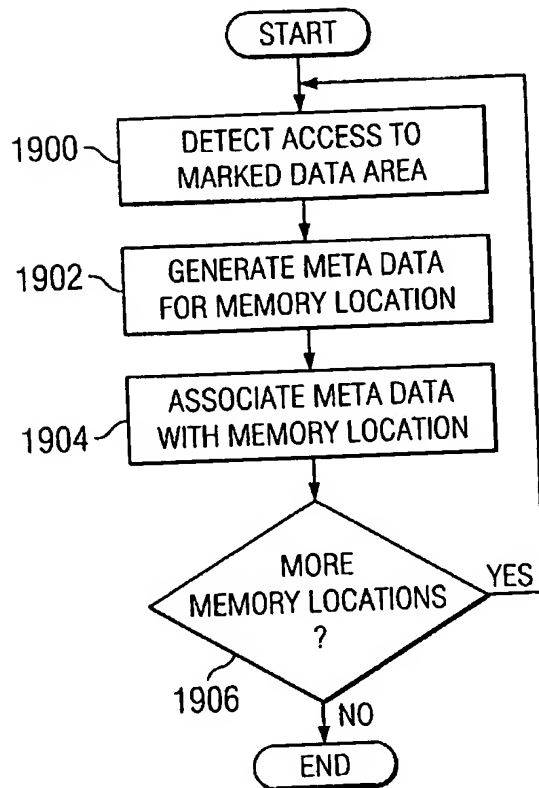 START
1900
DETECT ACCESS TO
MARKED DATA AREA
1902
GENERATE META DATA
FOR MEMORY LOCATION
1904
ASSOCIATE META DATA
WITH MEMORY LOCATION
MORE
MEMORY LOCATIONS
?
YES
1906
NO
END